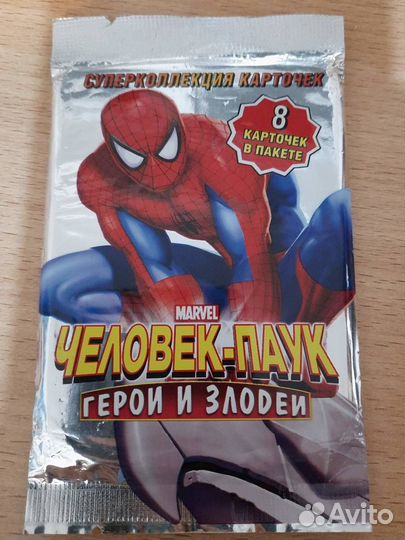 СУПЕРКОЛЛЕКЦИЯ КАРТОЧЕК
8
КАРТОЧЕК
В ПАКЕТЕ
MARVEL
ЧЕЛОВЕК-ПАУК
ГЕРОИ И ЗЛОДЕИ
Avito